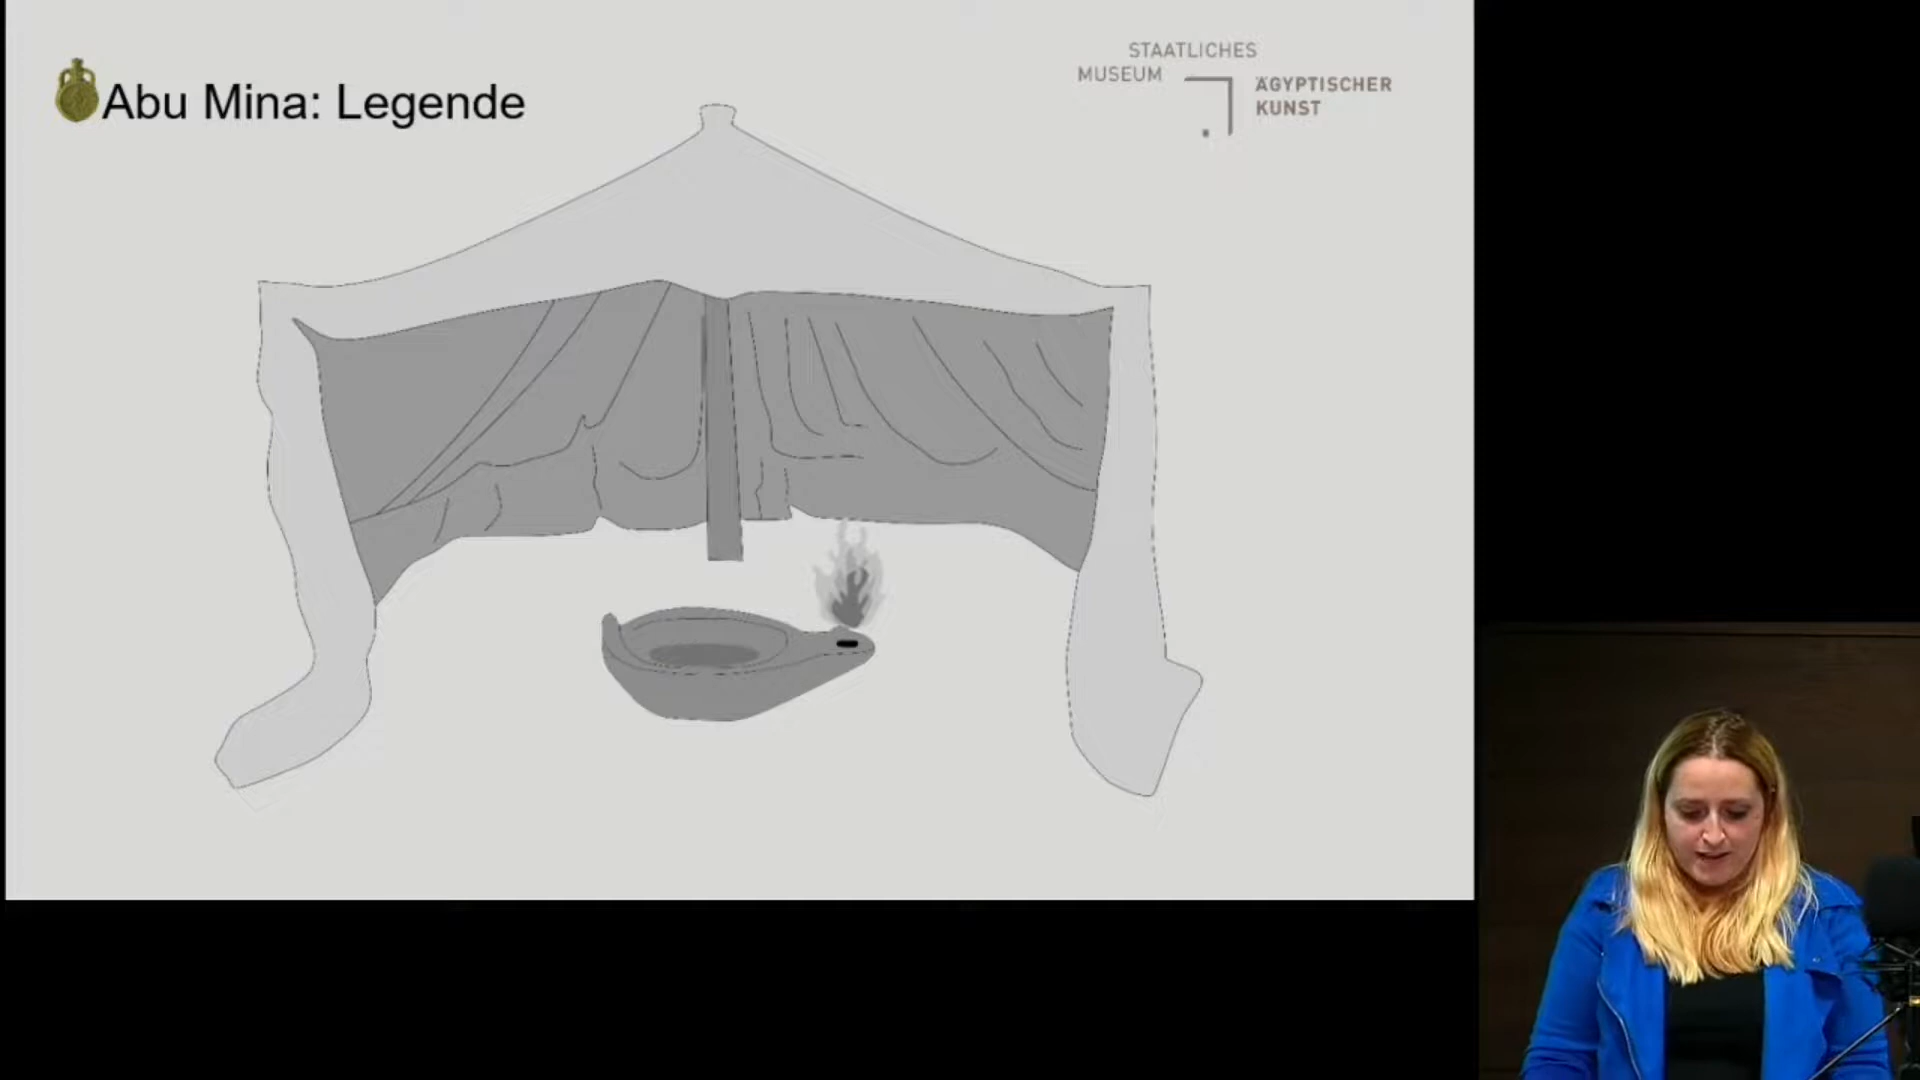 Abu Mina: Legende
STAATLICHES
MUSEUM
ÄGYPTISCHER
KUNST